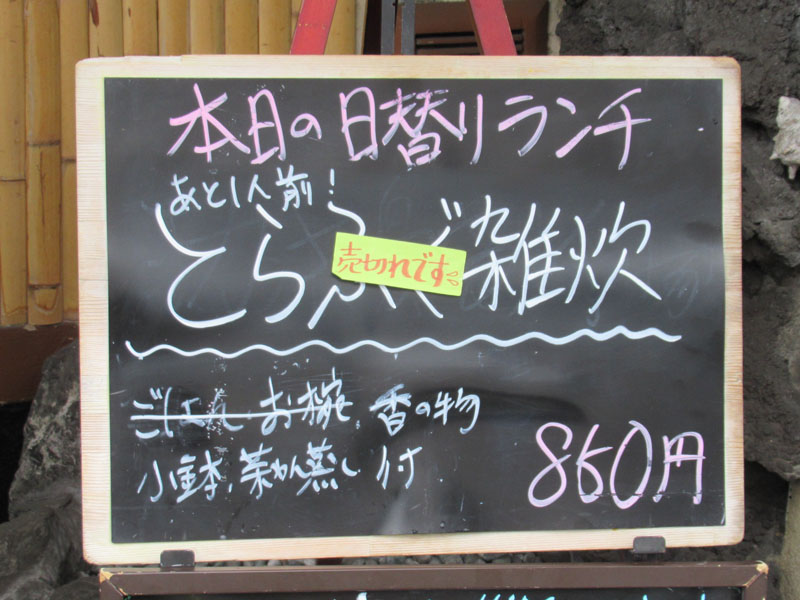 本日の日替りランチ
あと1人前!
とらふぐ雑炊
売切れです
ごはん、お椀、香の物
小鉢、茶わん蒸し付
850円